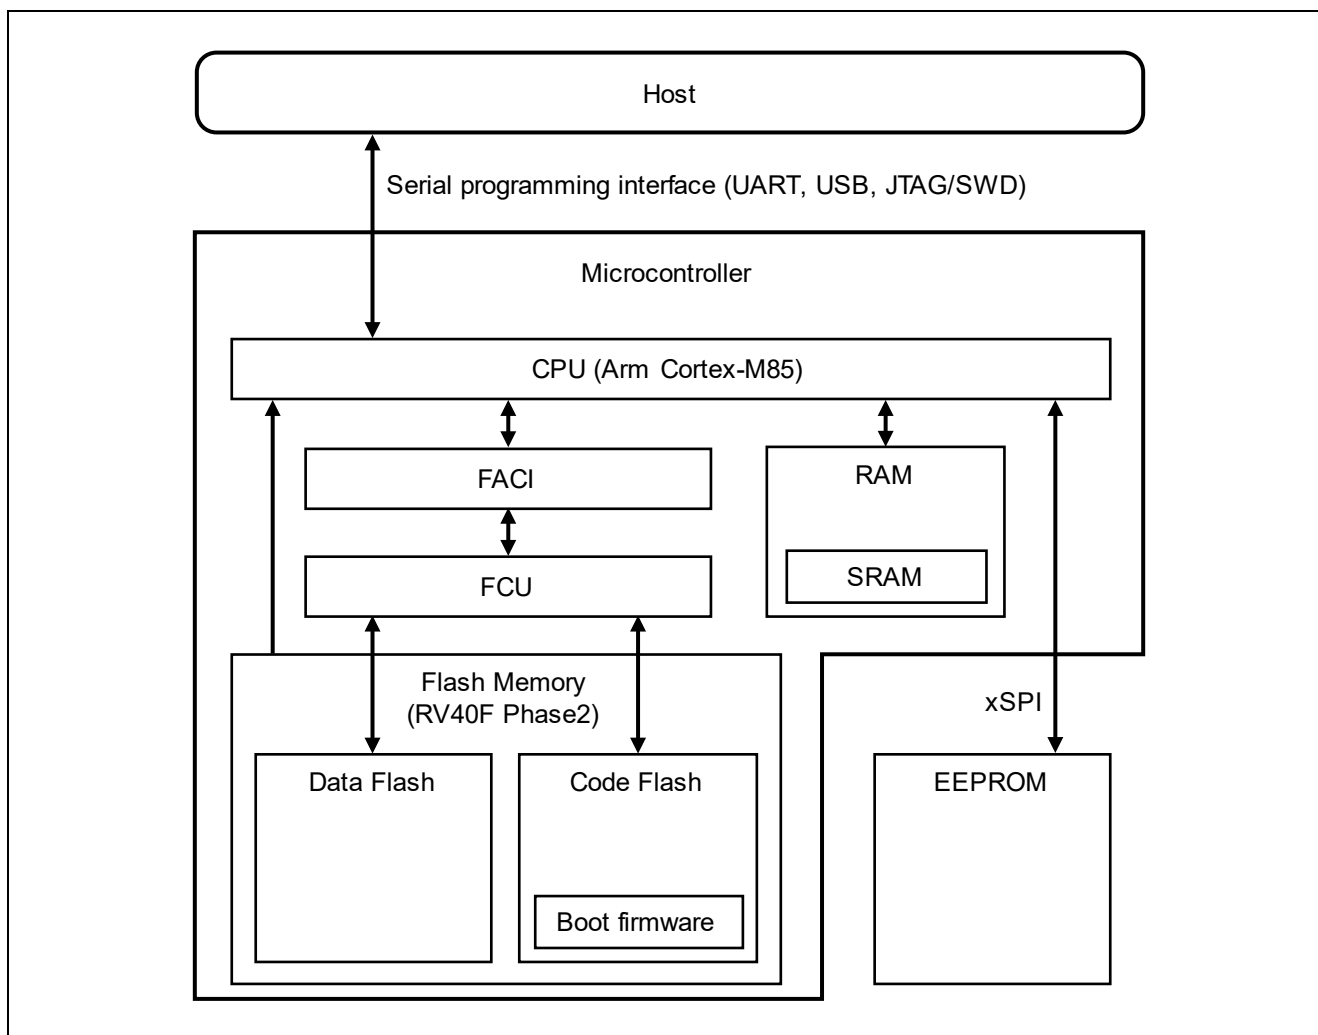 Host
Serial programming interface (UART, USB, JTAG/SWD)
Microcontroller
CPU (Arm Cortex-M85)
FACI
RAM
SRAM
FCU
Flash Memory
(RV40F Phase2)
xSPI
Data Flash
Code Flash
EEPROM
Boot firmware